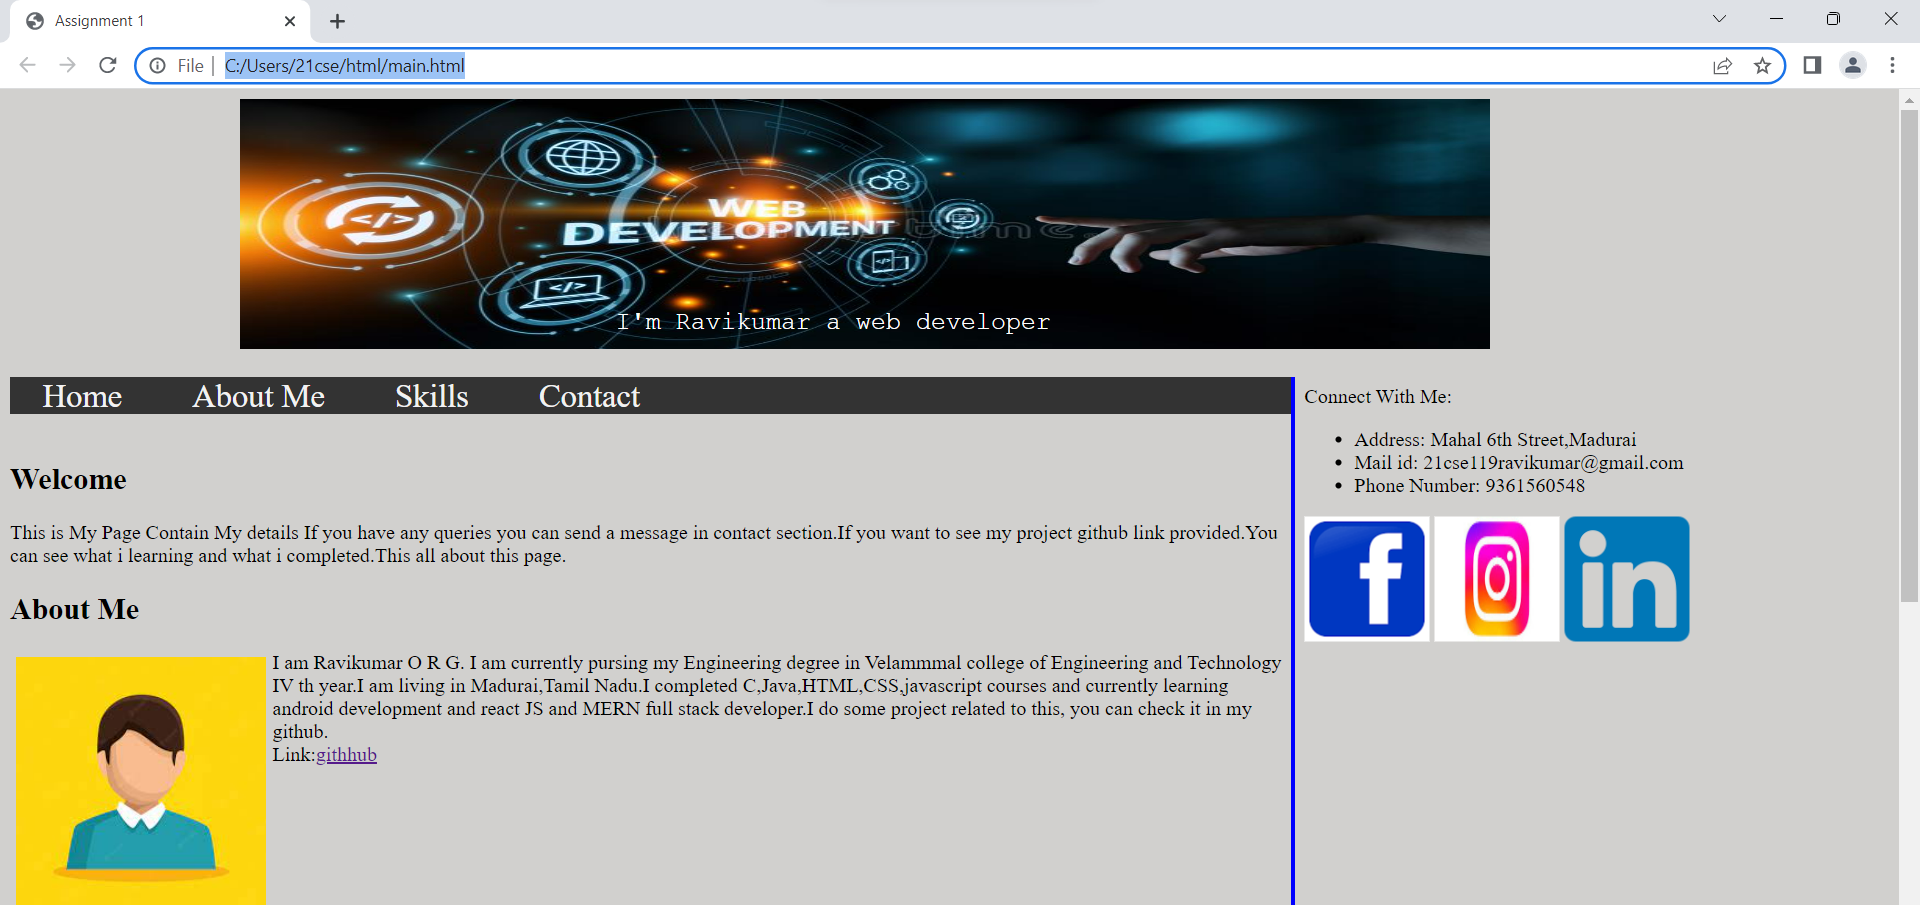 Assignment 1
File
C:/Users/21cse/html/main.html
WEB
DEVELOPMENT
I'm Ravikumar a web developer
Home About Me Skills Contact
Welcome
This is My Page Contain My details If you have any queries you can send a message in contact section.If you want to see my project github link provided.You
can see what i learning and what i completed.This all about this page.
About Me
I am Ravikumar O R G. I am currently pursing my Engineering degree in Velammmal college of Engineering and Technology
IV th year.I am living in Madurai,Tamil Nadu.I completed C,Java,HTML,CSS,javascript courses and currently learning
android development and react JS and MERN full stack developer.I do some project related to this, you can check it in my
github.
Link:githhub
Connect With Me:
Address: Mahal 6th Street,Madurai
Mail id: 21cse119ravikumar@gmail.com
Phone Number: 9361560548
f
in